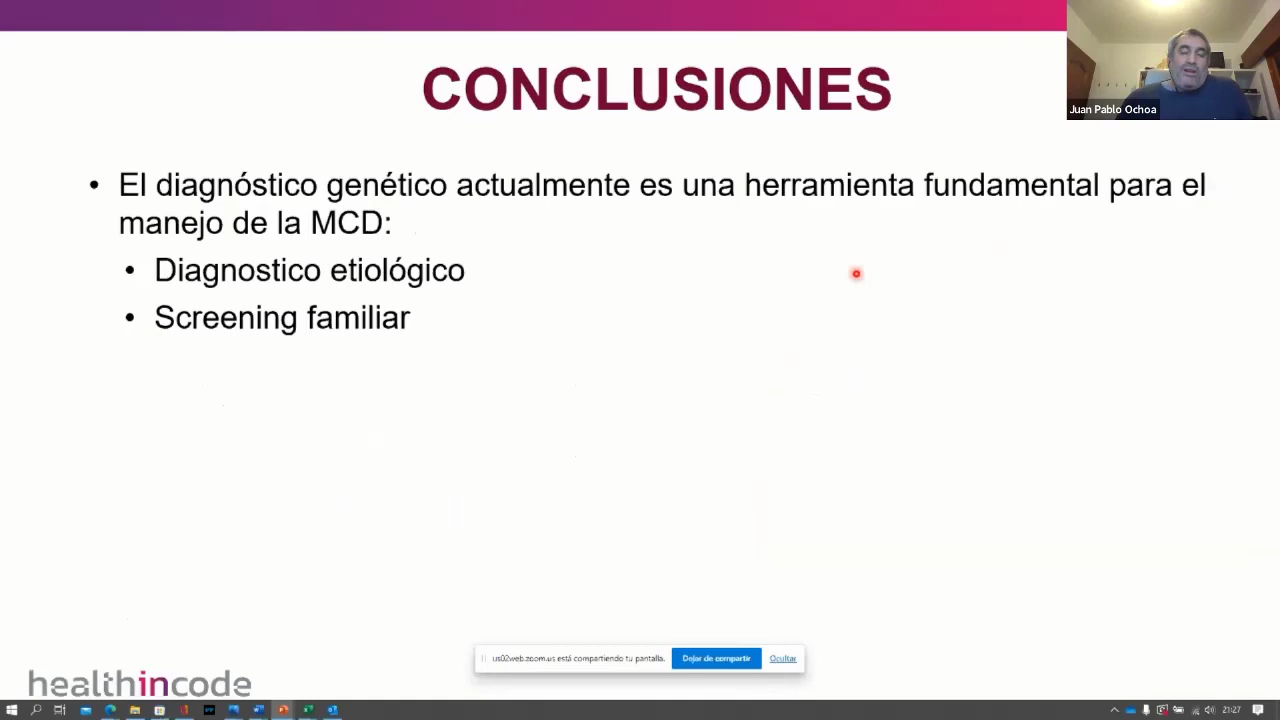 CONCLUSIONES
Juan Pablo Ochoa
• El diagnóstico genético actualmente es una herramienta fundamental para el
manejo de la MCD:
• Diagnostico etiológico
• Screening familiar
us02web.zoom.us está compartiendo tu pantalla.
Dejar de compartir
Ocultar
healthincode
21:27